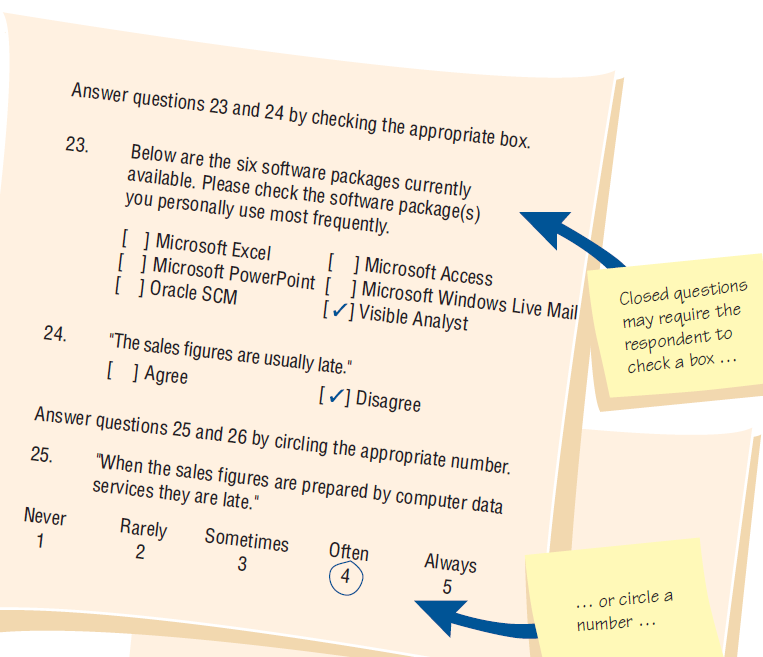 Answer questions 23 and 24 by checking the appropriate box.
23. Below are the six software packages currently
available. Please check the software package(s)
you personally use most frequently.
[ ] Microsoft Excel [ ] Microsoft Access
[ ] Microsoft PowerPoint [ ] Microsoft Windows Live Mail
[ ] Oracle SCM [✓] Visible Analyst
24. "The sales figures are usually late."
[ ] Agree [✓] Disagree
Answer questions 25 and 26 by circling the appropriate number.
25. "When the sales figures are prepared by computer data
services they are late."
Never Rarely Sometimes Often Always
1 2 3 4 5
Closed questions
may require the
respondent to
check a box ...
... or circle a
number ...